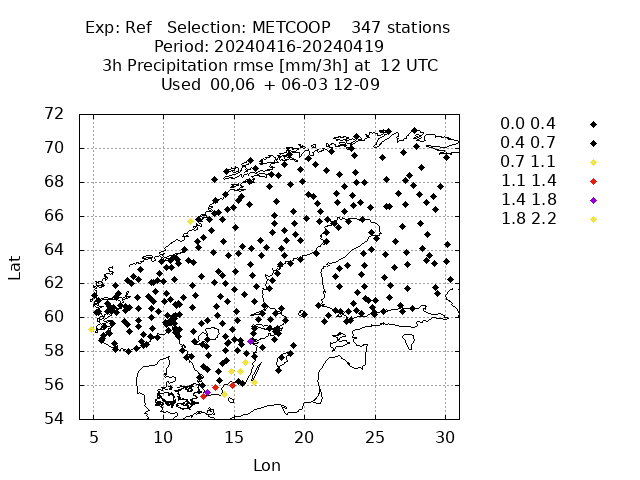 Exp: Ref Selection: METCOOP 347 stations
Period: 20240416-20240419
3h Precipitation rmse [mm/3h] at 12 UTC
Used 00,06 + 06-03 12-09
0.0 0.4
0.4 0.7
0.7 1.1
1.1 1.4
1.4 1.8
1.8 2.2
72
70
68
66
64
62
60
58
56
54
Lat
5 10 15 20 25 30
Lon